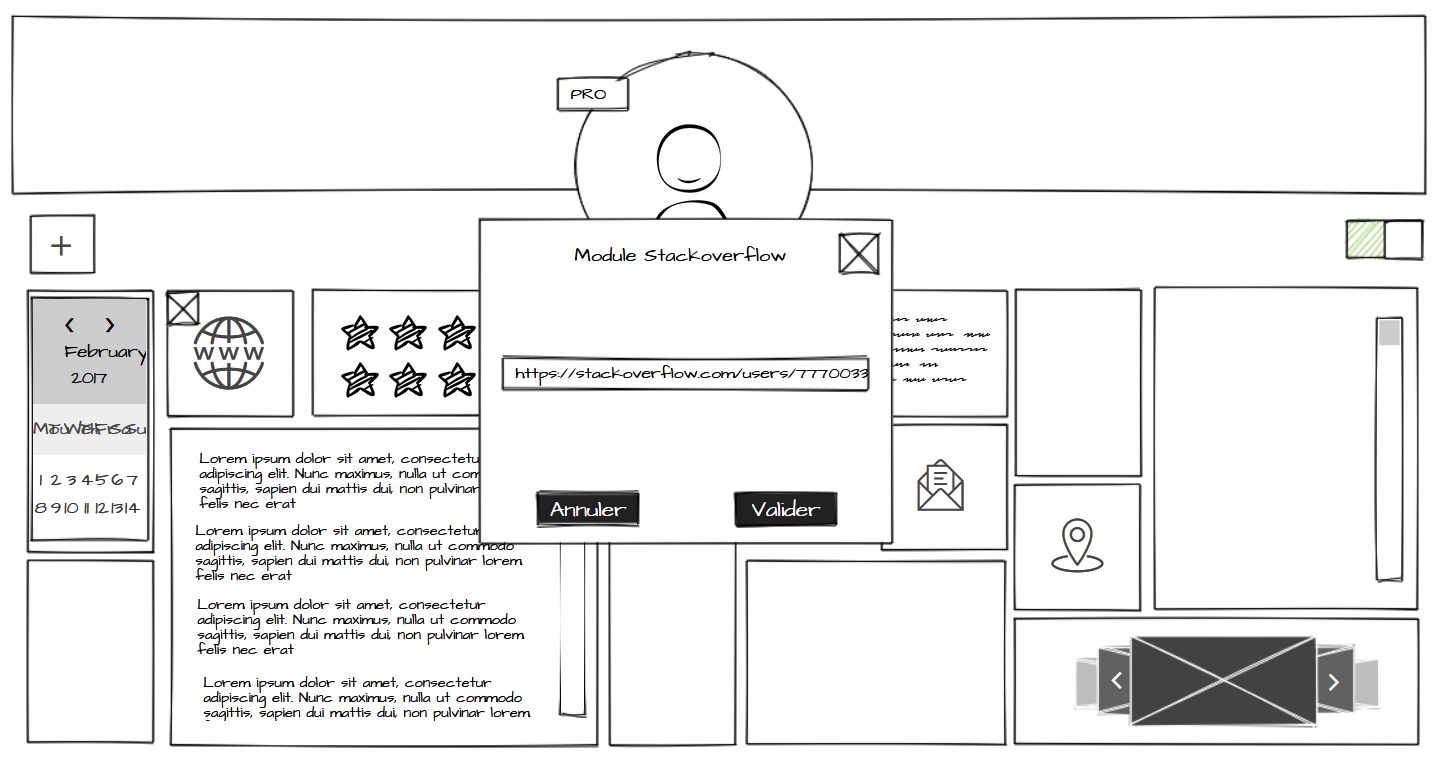 PRO
+
Module Stackoverflow
February
2017
WWW
https://stackoverflow.com/users/7770033
1 2 3 4 5 6 7
8 9 10 11 12 13 14
Annuler
Valider
Lorem ipsum dolor sit amet, consectetu
adipiscing elit. Nunc maximus, nulla ut com
sagittis, sapien dui mattis dui, non pulvinar
felis nec erat
Lorem ipsum dolor sit amet, consectetur
adipiscing elit. Nunc maximus, nulla ut commodo
sagittis, sapien dui mattis dui, non pulvinar lorem
felis nec erat
Lorem ipsum dolor sit amet, consectetur
adipiscing elit. Nunc maximus, nulla ut commodo
sagittis, sapien dui mattis dui, non pulvinar lorem
felis nec erat
Lorem ipsum dolor sit amet, consectetur
adipiscing elit. Nunc maximus, nulla ut commodo
sagittis, sapien dui mattis dui, non pulvinar lorem